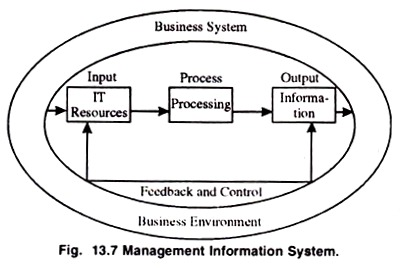 Business System
Input Process Output
IT
Resources
Processing
Informa-
tion
Feedback and Control
Business Environment
Fig. 13.7 Management Information System.